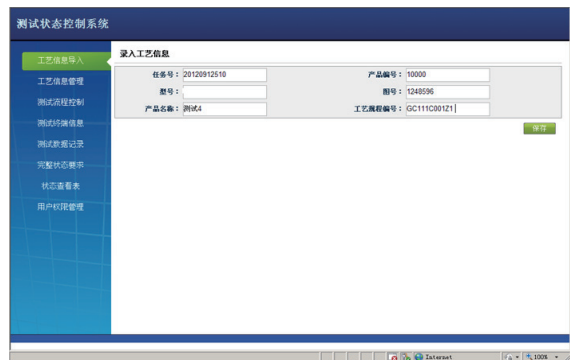 测试状态控制系统
工艺信息导入
工艺信息管理
测试流程控制
测试终端信息
测试数据记录
完整状态要求
状态查看表
用户权限管理
录入工艺信息
任务号： 20120912510 产品编号： 10000
型号： 图号： 1248596
产品名称： 测试4 工艺规程编号： GC111C001Z1
保存
Internet 100%